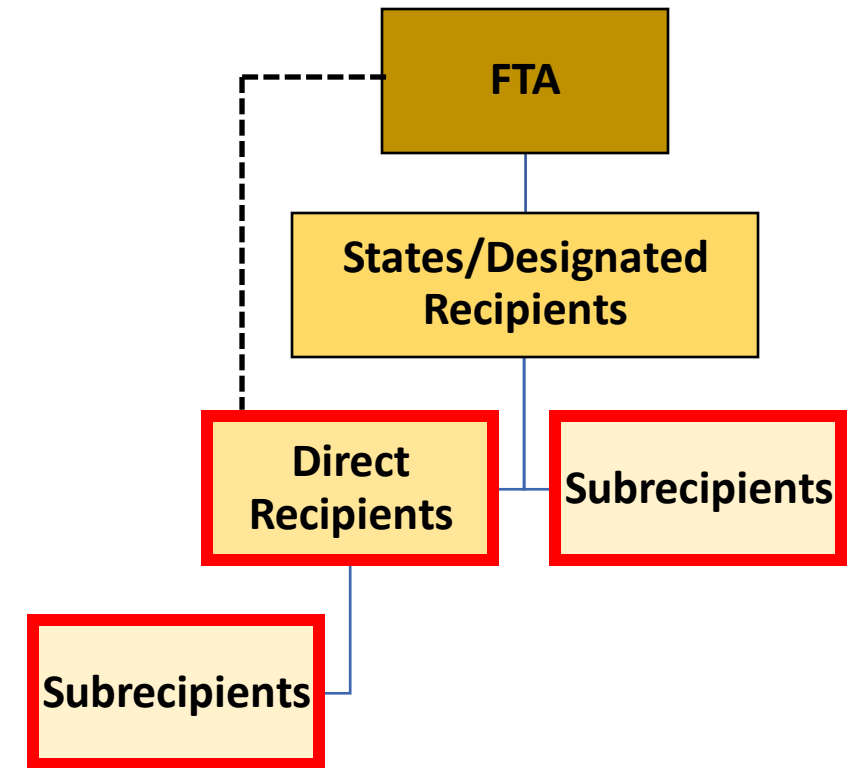 FTA
States/Designated
Recipients
Direct
Recipients
Subrecipients
Subrecipients